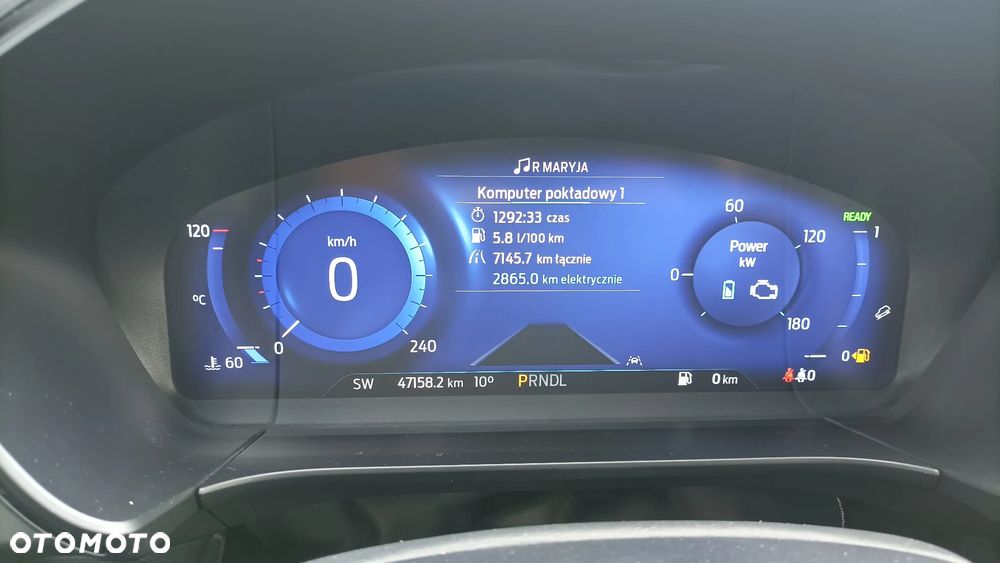 R MARYJA
Komputer pokładowy 1
1292:33 czas
5.8 l/100 km
7145.7 km łącznie
2865.0 km elektrycznie
120
°C
60
km/h
0
0
240
60
0
120
180
Power
kW
READY
1
0
SW
47158.2 km
10°
PRNDL
0 km
0
OTOMOTO